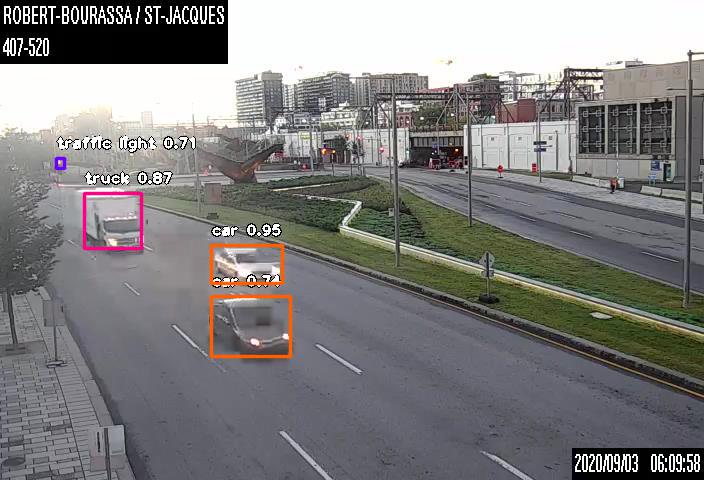 ROBERT-BOURASSA / ST-JACQUES
407-520
traffic light 0.71
truck 0.87
car 0.95
car 0.74
2020/09/03 06:09:58